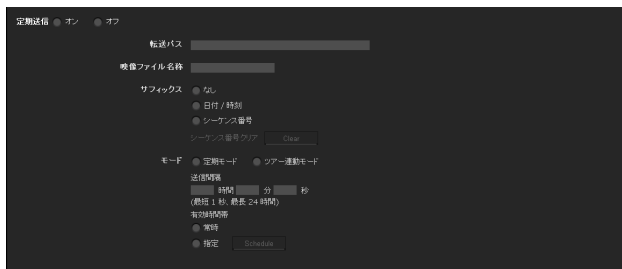 定期送信 オン オフ
転送パス
映像ファイル名称
サフィックス なし
日付 / 時刻
シーケンス番号
シーケンス番号クリア Clear
モード 定期モード ツアー連動モード
送信間隔
時間 分 秒
(最短 1 秒, 最長 24 時間)
有効時間帯
常時
指定 Schedule